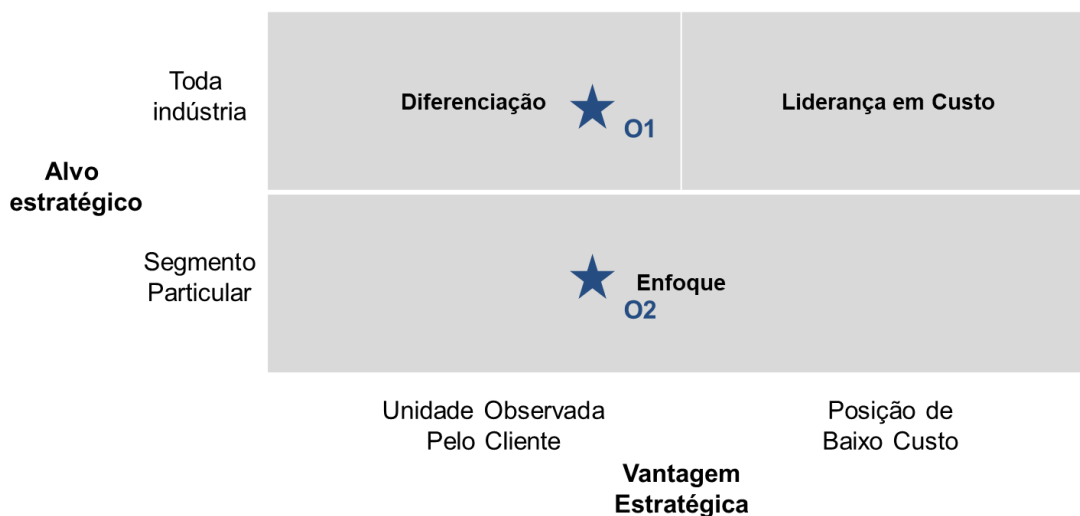 Toda
indústria
Diferenciação
O1
Liderança em Custo
Alvo
estratégico
Segmento
Particular
Enfoque
O2
Unidade Observada
Pelo Cliente
Posição de
Baixo Custo
Vantagem
Estratégica